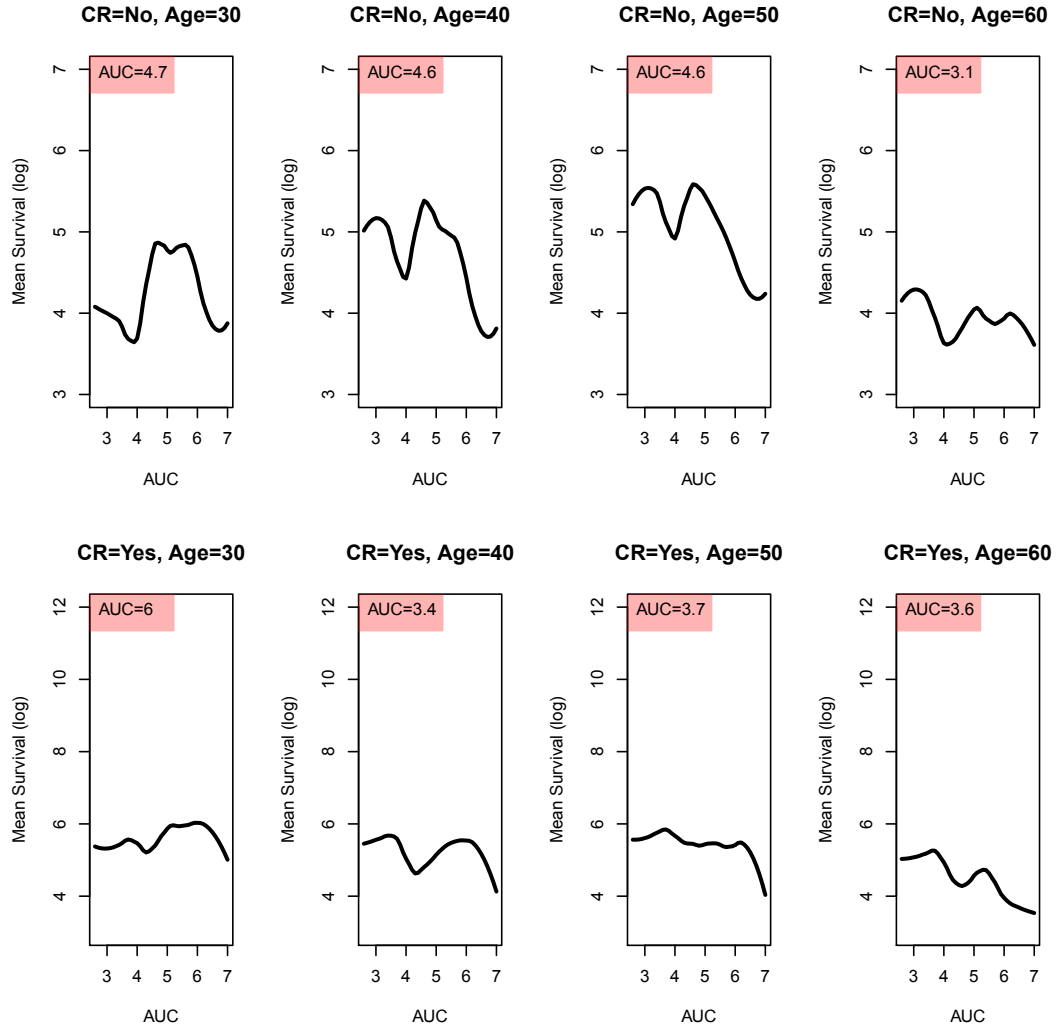 CR=No, Age=30
AUC=4.7
Mean Survival (log)
7
6
5
4
3
3 4 5 6 7
AUC
CR=No, Age=40
AUC=4.6
Mean Survival (log)
7
6
5
4
3
3 4 5 6 7
AUC
CR=No, Age=50
AUC=4.6
Mean Survival (log)
7
6
5
4
3
3 4 5 6 7
AUC
CR=No, Age=60
AUC=3.1
Mean Survival (log)
7
6
5
4
3
3 4 5 6 7
AUC
CR=Yes, Age=30
AUC=6
Mean Survival (log)
12
10
8
6
4
3 4 5 6 7
AUC
CR=Yes, Age=40
AUC=3.4
Mean Survival (log)
12
10
8
6
4
3 4 5 6 7
AUC
CR=Yes, Age=50
AUC=3.7
Mean Survival (log)
12
10
8
6
4
3 4 5 6 7
AUC
CR=Yes, Age=60
AUC=3.6
Mean Survival (log)
12
10
8
6
4
3 4 5 6 7
AUC